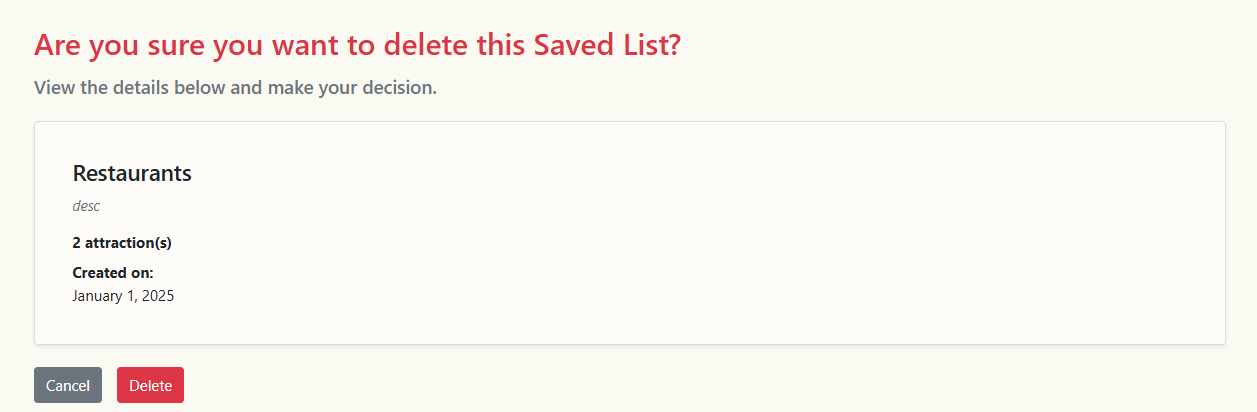 Are you sure you want to delete this Saved List?
View the details below and make your decision.
Restaurants
desc
2 attraction(s)
Created on:
January 1, 2025
Cancel Delete